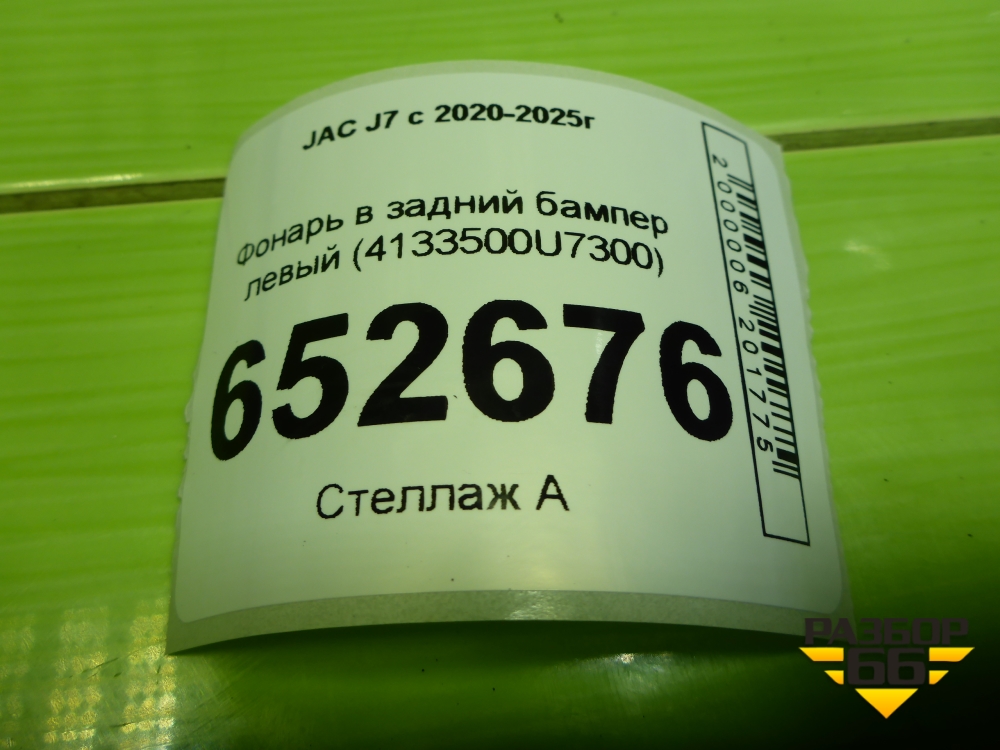 JAC J7 с 2020-2025г
Фонарь в задний бампер
левый (4133500U7300)
652676
Стеллаж А
2000006201775
РАЗБОР
66